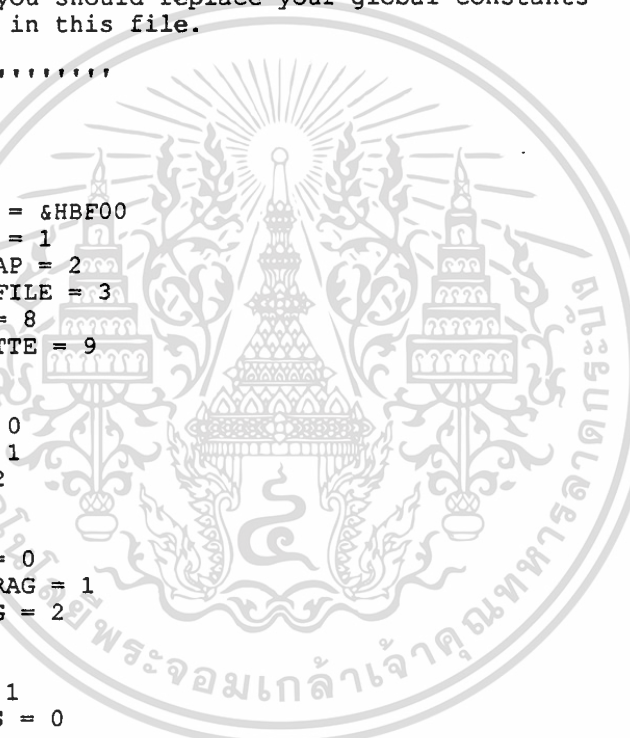 you should replace your global constants
in this file.
''''''''
= &HBF00
= 1
AP = 2
FILE = 3
= 8
TTE = 9
0
1
2
= 0
RAG = 1
G = 2
1
S = 0
พระจอมเกล้าเจ้าคุณทหารลาดกระบัง